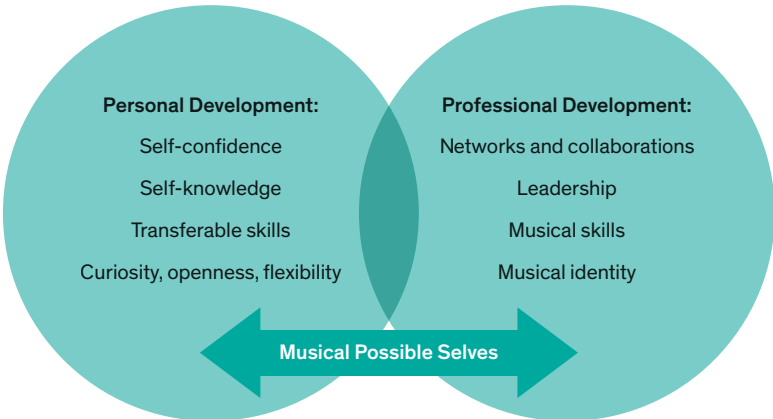 Personal Development:
Self-confidence
Self-knowledge
Transferable skills
Curiosity, openness, flexibility
Professional Development:
Networks and collaborations
Leadership
Musical skills
Musical identity
Musical Possible Selves